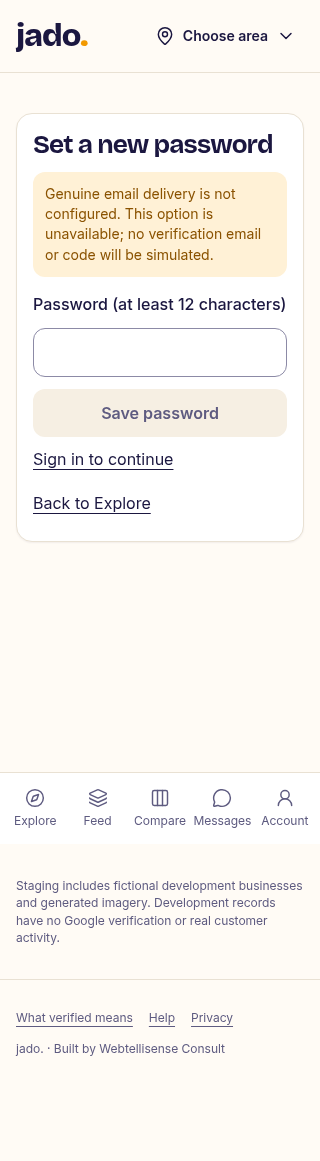 jado.
Choose area
Set a new password
Genuine email delivery is not
configured. This option is
unavailable; no verification email
or code will be simulated.
Password (at least 12 characters)
Save password
Sign in to continue
Back to Explore
Explore Feed Compare Messages Account
Staging includes fictional development businesses
and generated imagery. Development records
have no Google verification or real customer
activity.
What verified means Help Privacy
jado. · Built by Webtellisense Consult